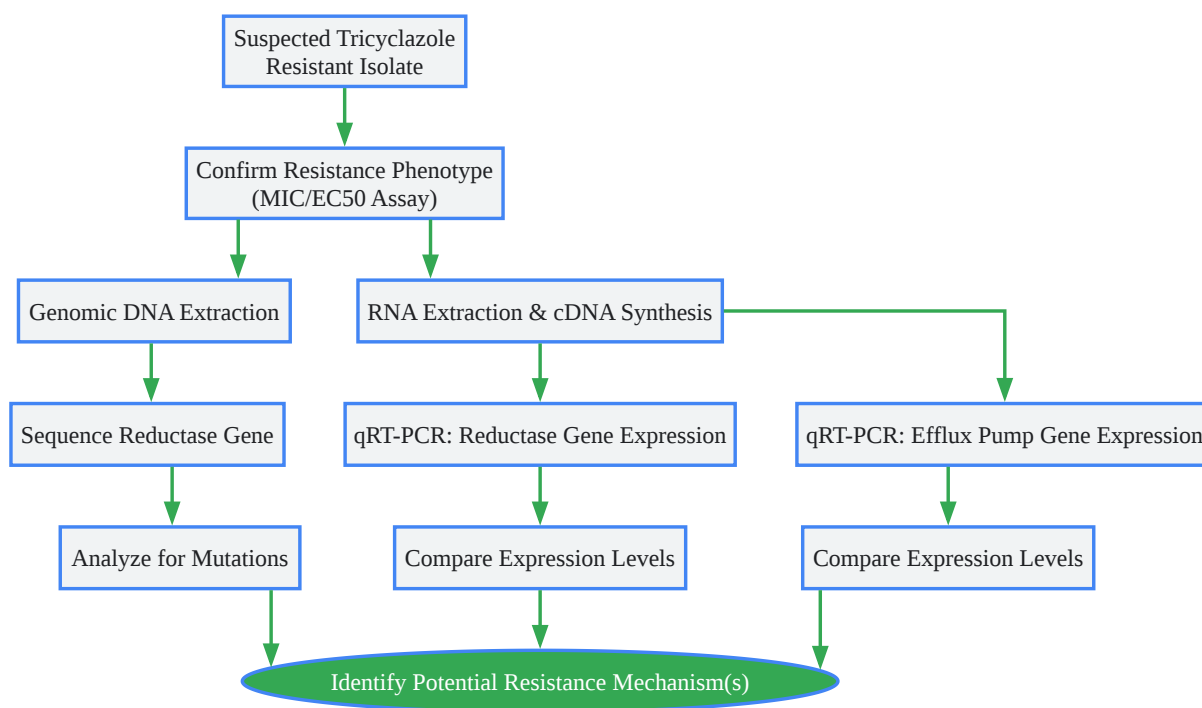 Suspected Tricyclazole
Resistant Isolate
Confirm Resistance Phenotype
(MIC/EC50 Assay)
Genomic DNA Extraction
RNA Extraction & cDNA Synthesis
Sequence Reductase Gene
qRT-PCR: Reductase Gene Expression
qRT-PCR: Efflux Pump Gene Expression
Analyze for Mutations
Compare Expression Levels
Compare Expression Levels
Identify Potential Resistance Mechanism(s)